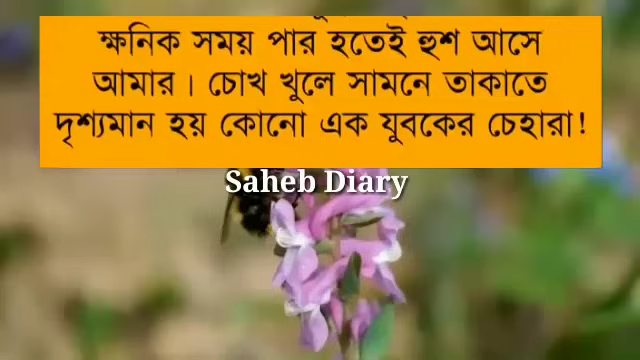 ক্ষনিক সময় পার হতেই হুশ আসে
আমার। চোখ খুলে সামনে তাকাতে
দৃশ্যমান হয় কোনো এক যুবকের চেহারা!
Saheb Diary